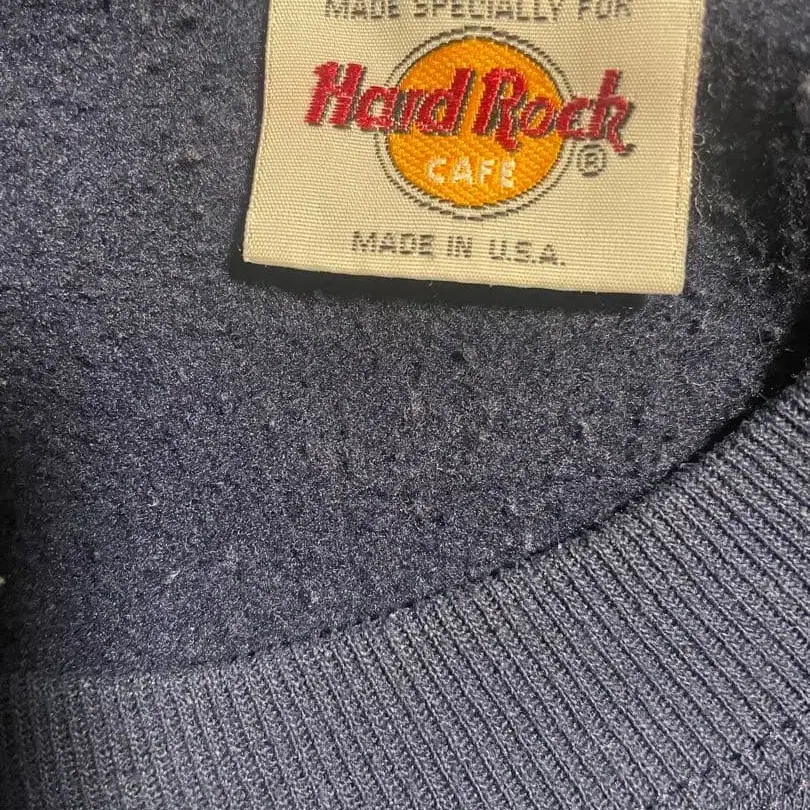 MADE SPECIALLY FOR
Hard Rock
CAFE ®
MADE IN U.S.A.